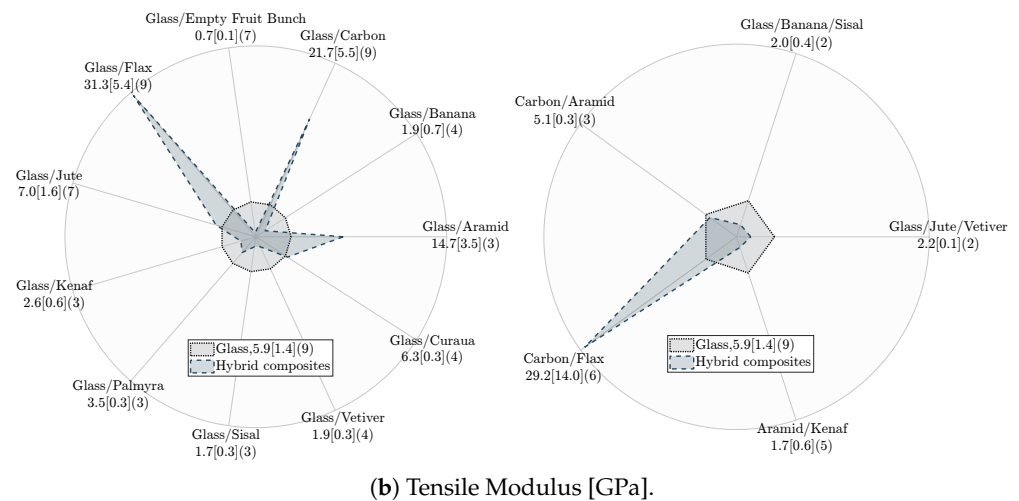 Glass/Empty Fruit Bunch
0.7[0.1](7)
Glass/Carbon
21.7[5.5](9)
Glass/Flax
31.3[5.4](9)
Glass/Banana
1.9[0.7](4)
Glass/Jute
7.0[1.6](7)
Glass/Aramid
14.7[3.5](3)
Glass/Kenaf
2.6[0.6](3)
Glass/Curaua
6.3[0.3](4)
Glass,5.9[1.4](9)
Hybrid composites
Glass/Palmyra
3.5[0.3](3)
Glass/Vetiver
1.9[0.3](4)
Glass/Sisal
1.7[0.3](3)
Glass/Banana/Sisal
2.0[0.4](2)
Carbon/Aramid
5.1[0.3](3)
Glass/Jute/Vetiver
2.2[0.1](2)
Glass,5.9[1.4](9)
Hybrid composites
Carbon/Flax
29.2[14.0](6)
Aramid/Kenaf
1.7[0.6](5)
(b) Tensile Modulus [GPa].